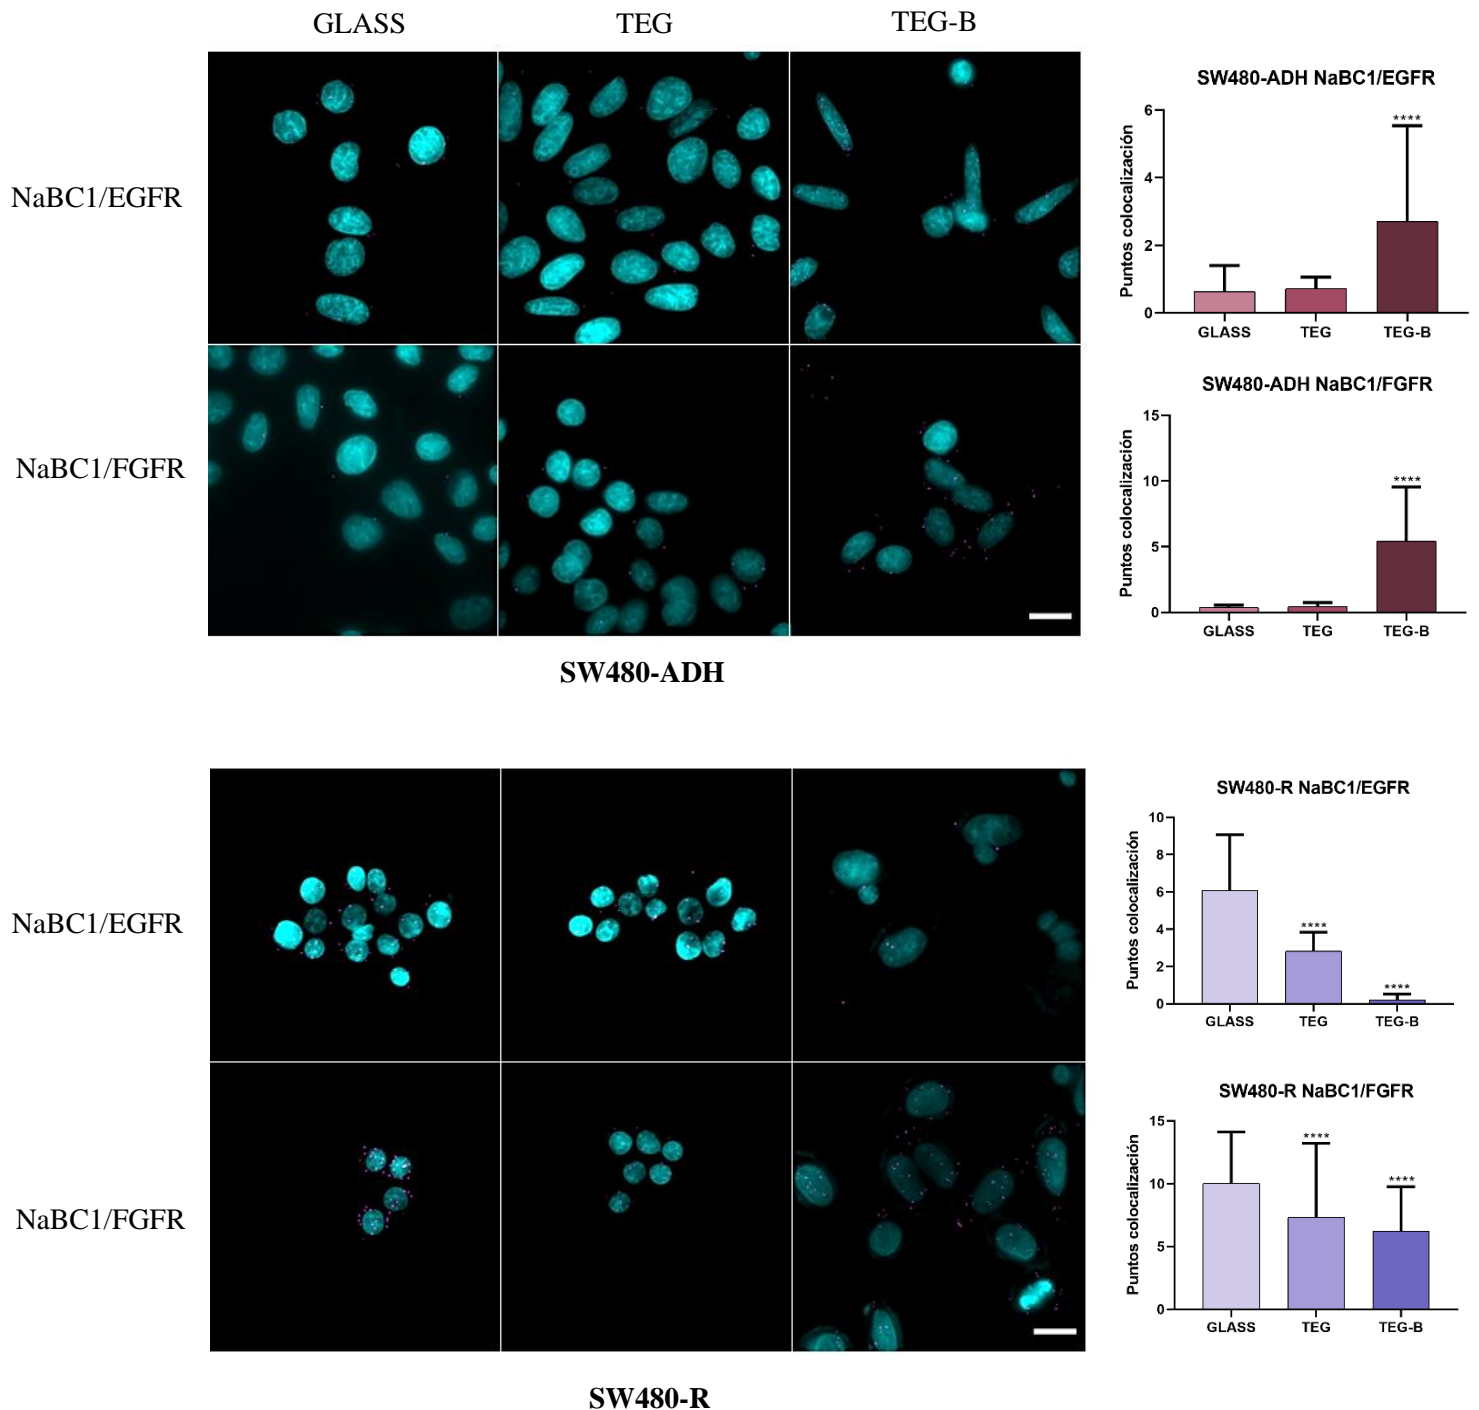 GLASS TEG TEG-B
NaBC1/EGFR
SW480-ADH NaBC1/EGFR
Puntos colocalización
6
4
2
0
****
GLASS TEG TEG-B
NaBC1/FGFR
SW480-ADH NaBC1/FGFR
Puntos colocalización
15
10
5
0
****
GLASS TEG TEG-B
SW480-ADH
NaBC1/EGFR
SW480-R NaBC1/EGFR
Puntos colocalización
10
8
6
4
2
0
****
****
GLASS TEG TEG-B
NaBC1/FGFR
SW480-R NaBC1/FGFR
Puntos colocalización
15
10
5
0
****
****
GLASS TEG TEG-B
SW480-R